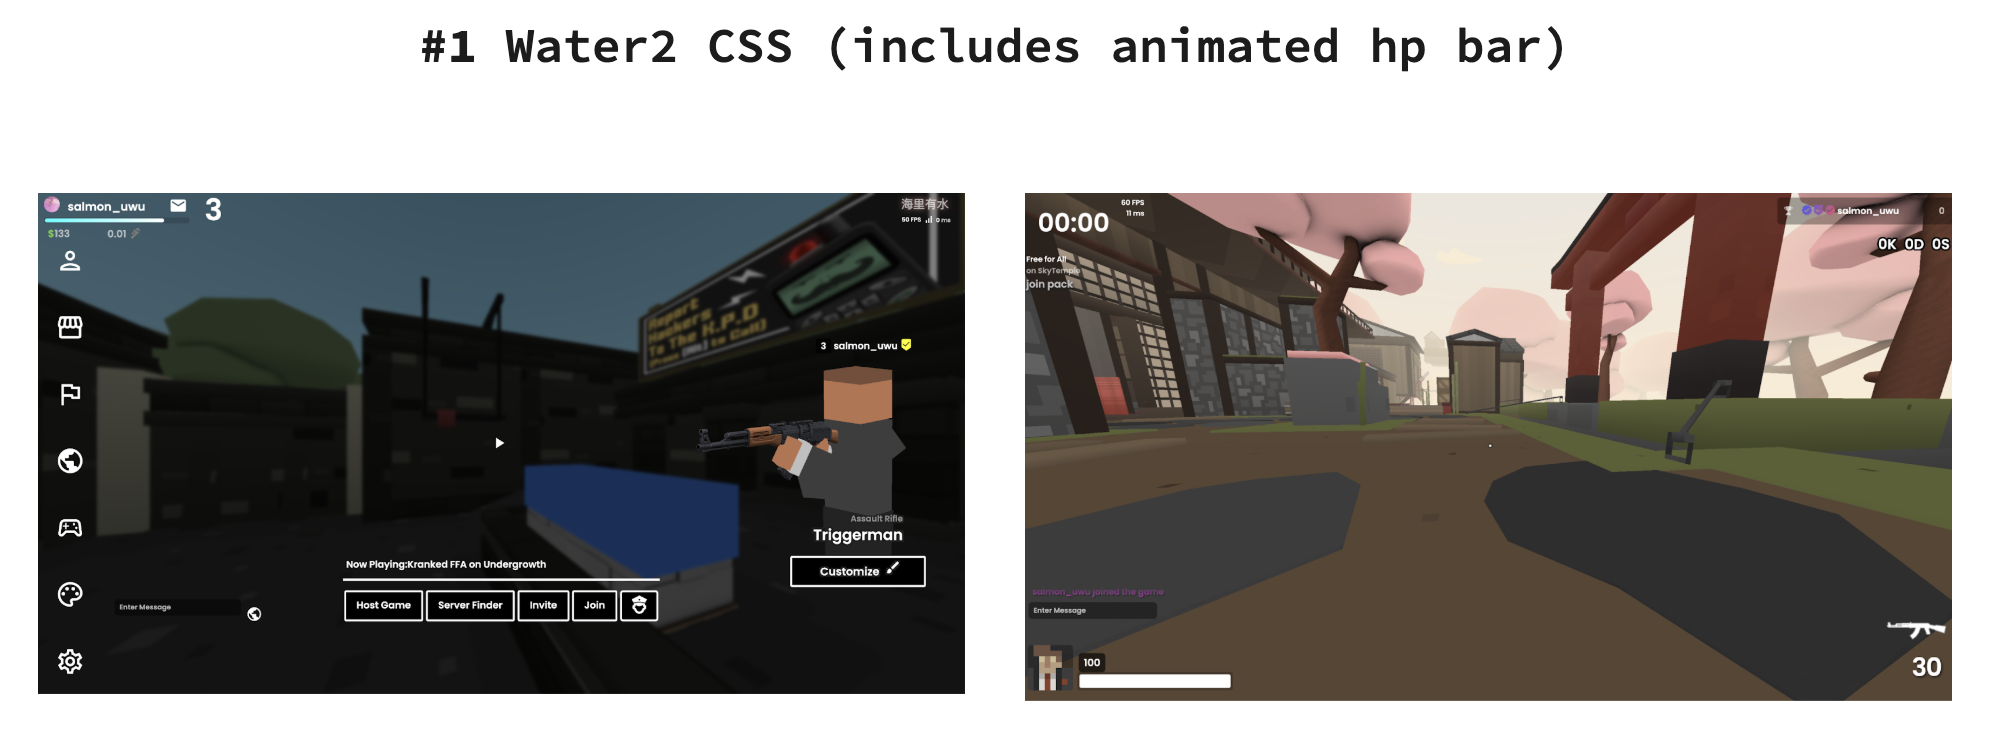 #1 Water2 CSS (includes animated hp bar)
salmon_uwu
3
$133
0.01
海里有水
60 FPS
0 ms
Report
Hackers
To The K.P.D
to Call)
3 salmon_uwu
Assault Rifle
Triggerman
Customize
Now Playing:Kranked FFA on Undergrowth
Host Game
Server Finder
Invite
Join
Enter Message
00:00
60 FPS
11 ms
Free for All
on SkyTemple
join pack
salmon_uwu
0
0K 0D 0S
salmon_uwu joined the game
Enter Message
100
30